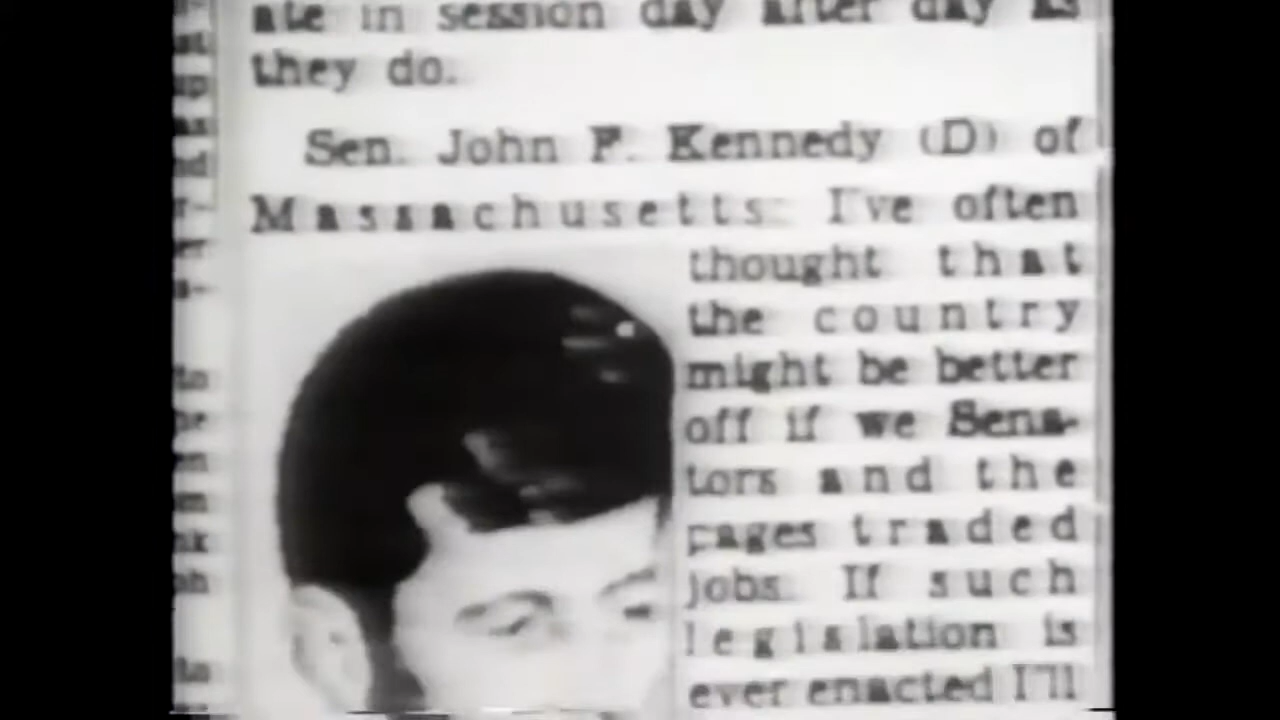 ate in session day after day as
they do.
Sen. John F. Kennedy (D) of
Massachusetts: I've often
thought that
the country
might be better
off if we Sena-
tors and the
pages traded
jobs. If such
legislation is
ever enacted I'll